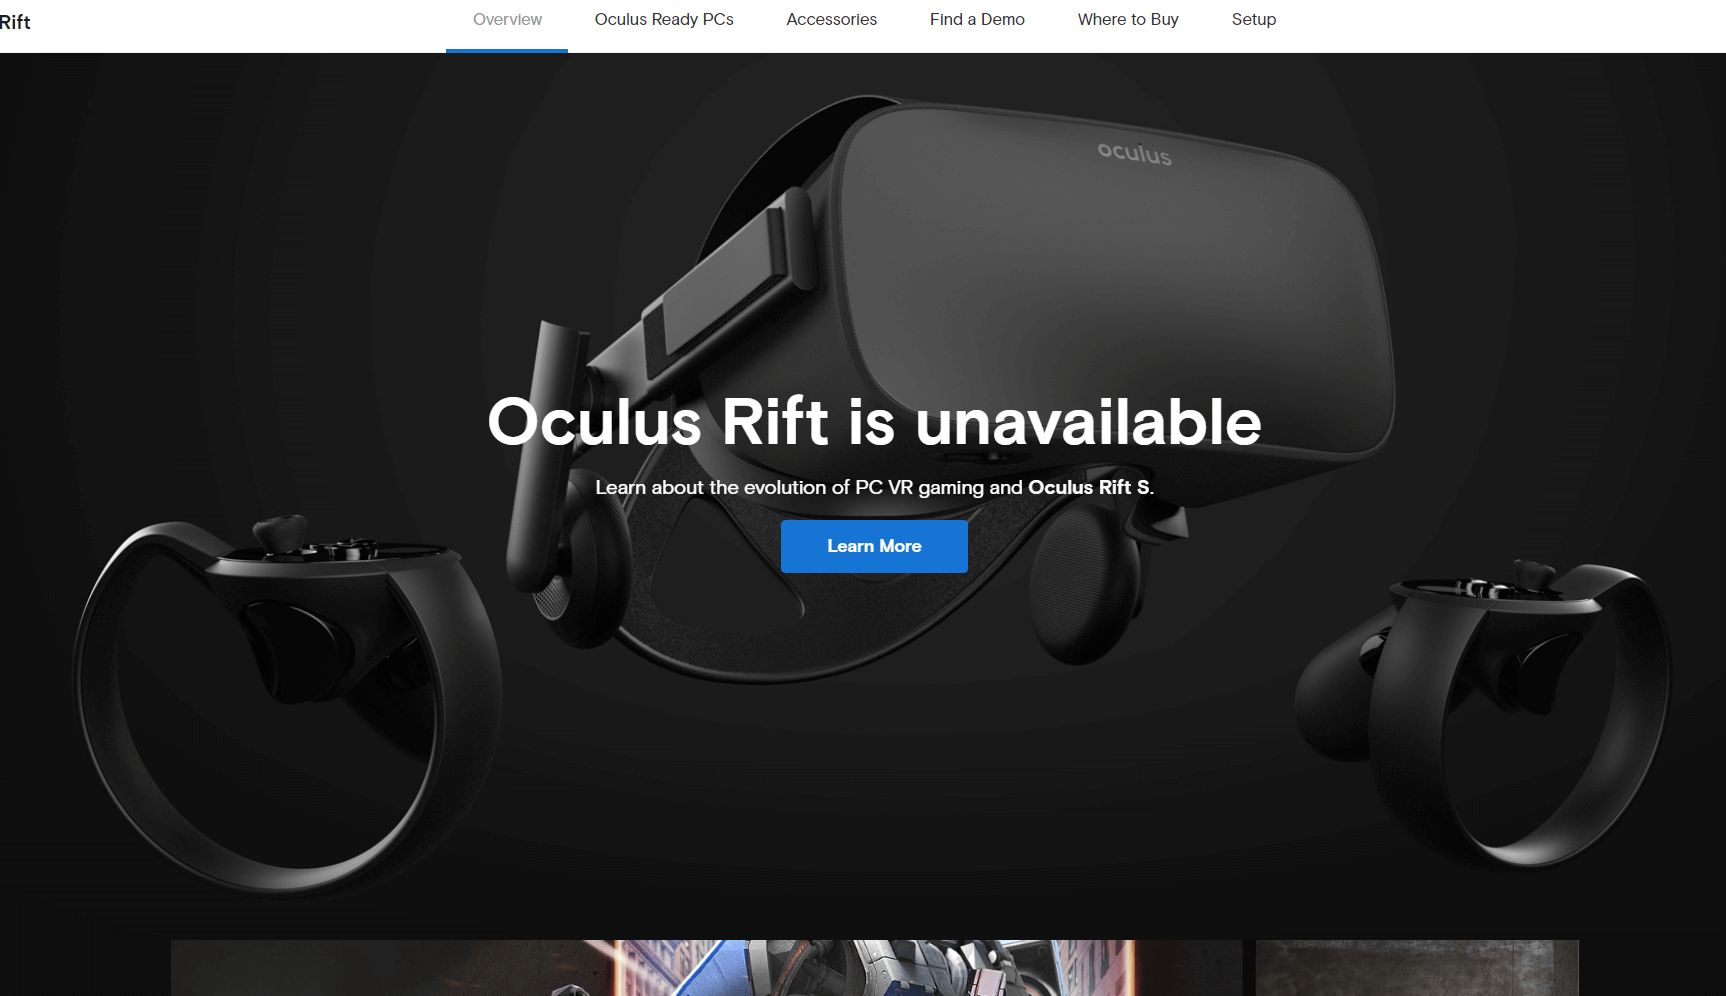 Rift
Overview
Oculus Ready PCs
Accessories
Find a Demo
Where to Buy
Setup
oculus
Oculus Rift is unavailable
Learn about the evolution of PC VR gaming and Oculus Rift S.
Learn More